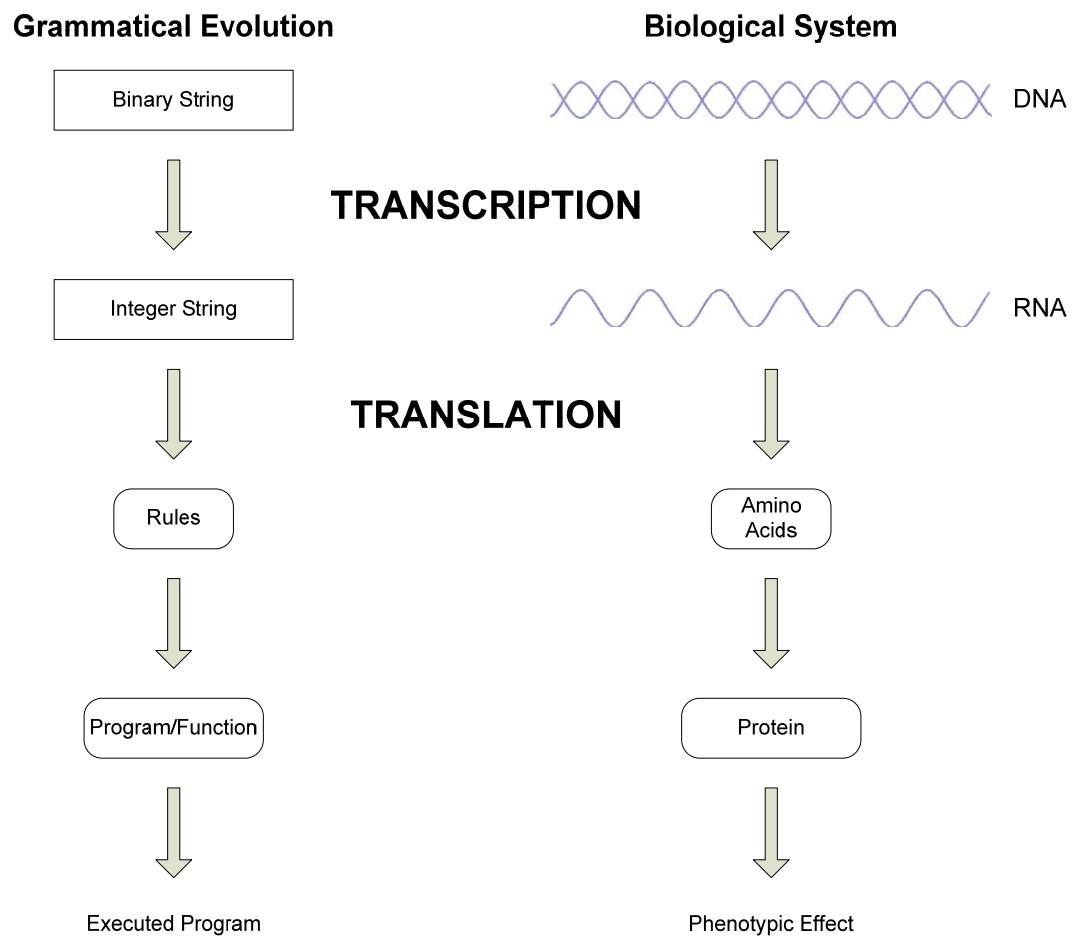 Grammatical Evolution
Biological System
Binary String
DNA
TRANSCRIPTION
Integer String
RNA
TRANSLATION
Rules
Amino
Acids
Program/Function
Protein
Executed Program
Phenotypic Effect